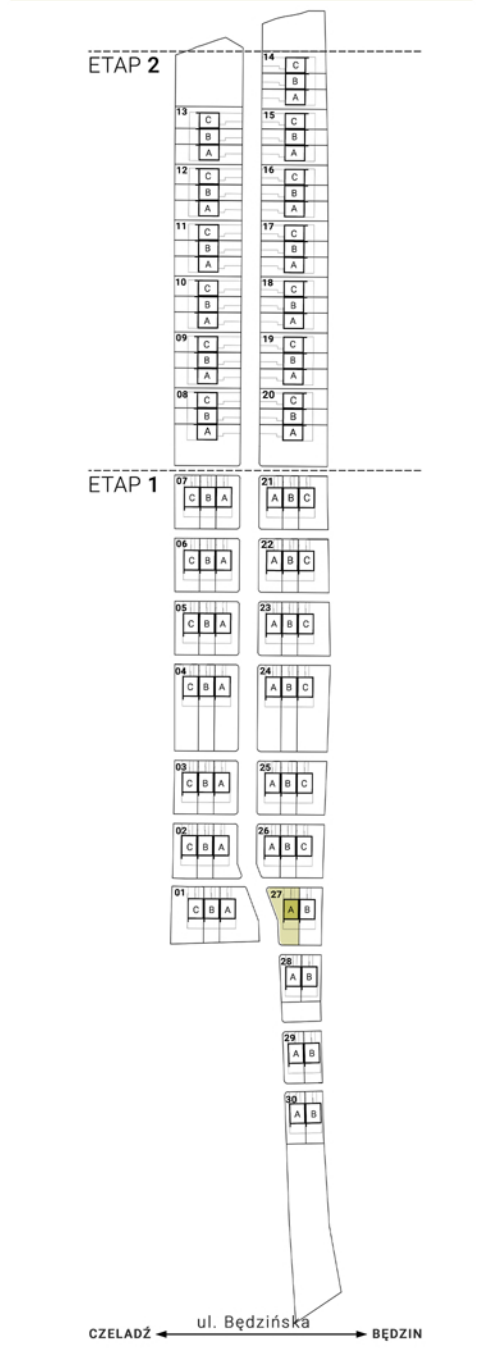 ETAP 2
14
C
B
A
13
C
B
A
15
C
B
A
12
C
B
A
16
C
B
A
11
C
B
A
17
C
B
A
10
C
B
A
18
C
B
A
09
C
B
A
19
C
B
A
08
C
B
A
20
C
B
A
ETAP 1
07
C B A
21
A B C
06
C B A
22
A B C
05
C B A
23
A B C
04
C B A
24
A B C
03
C B A
25
A B C
02
C B A
26
A B C
01
C B A
27
A B
28
A B
29
A B
30
A B
ul. Będzińska
CZELADŹ BĘDZIN